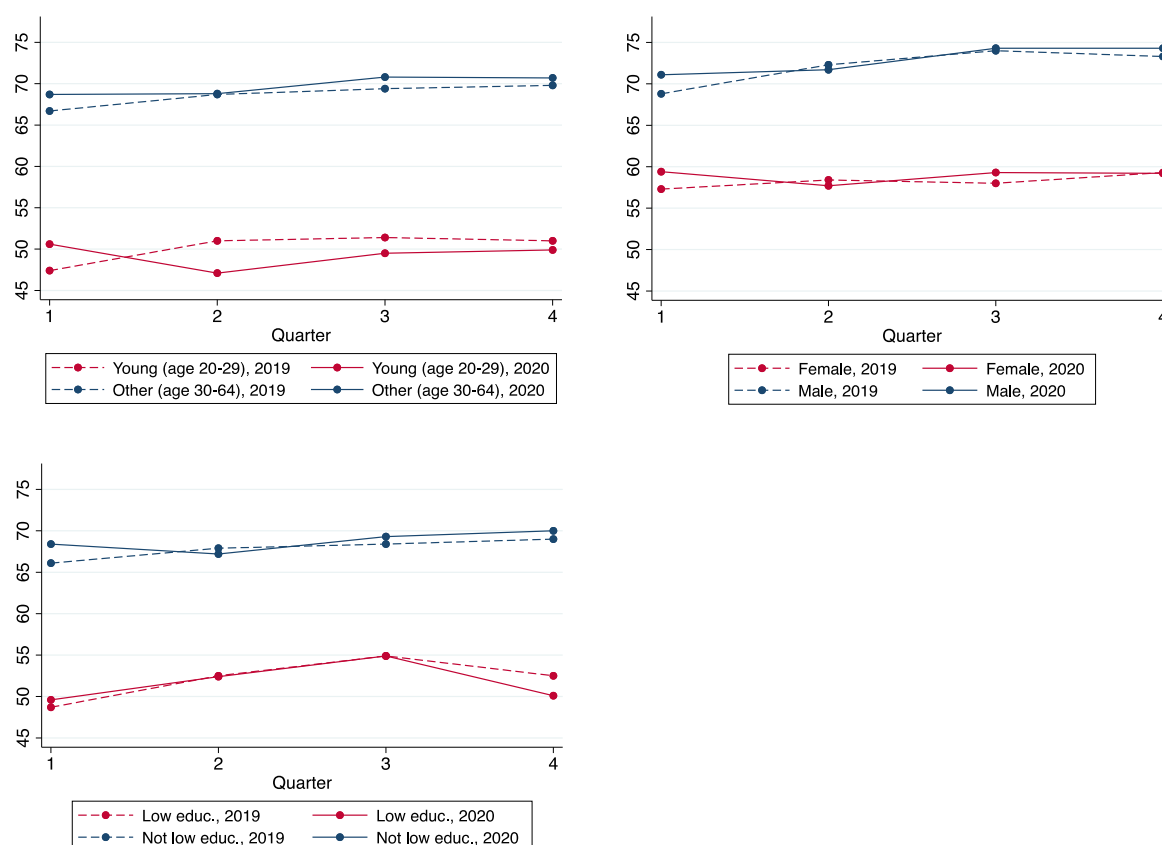 75
70
65
60
55
50
45
1 2 3 4
Quarter
Young (age 20-29), 2019 Young (age 20-29), 2020
Other (age 30-64), 2019 Other (age 30-64), 2020
75
70
65
60
55
50
45
1 2 3 4
Quarter
Female, 2019 Female, 2020
Male, 2019 Male, 2020
75
70
65
60
55
50
45
1 2 3 4
Quarter
Low educ., 2019 Low educ., 2020
Not low educ., 2019 Not low educ., 2020